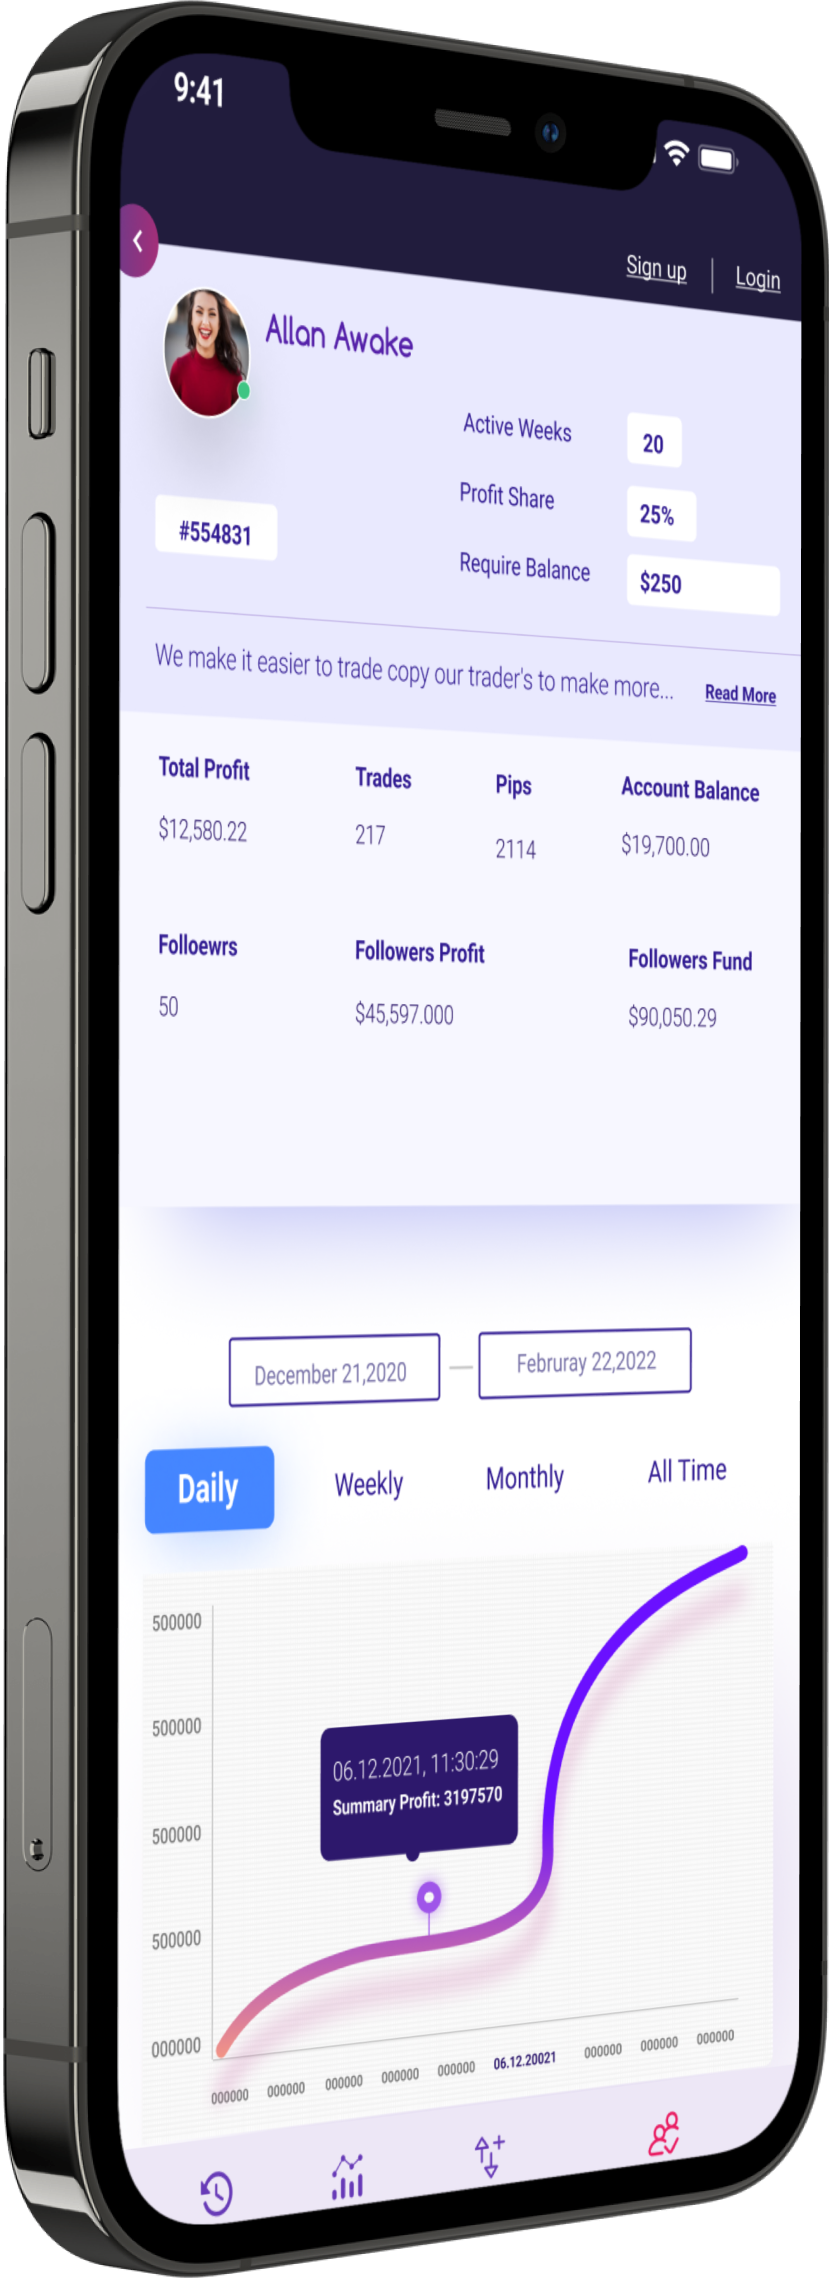 9:41
Sign up | Login
Allan Awake
Active Weeks 20
Profit Share 25%
#554831
Require Balance $250
We make it easier to trade copy our trader's to make more... Read More
Total Profit Trades Pips Account Balance
$12,580.22 217 2114 $19,700.00
Folloewrs Followers Profit Followers Fund
50 $45,597.000 $90,050.29
December 21,2020 — Februray 22,2022
Daily Weekly Monthly All Time
500000
500000
06.12.2021, 11:30:29
Summary Profit: 3197570
500000
500000
000000
000000 000000 000000 000000 000000 06.12.20021 000000 000000 000000